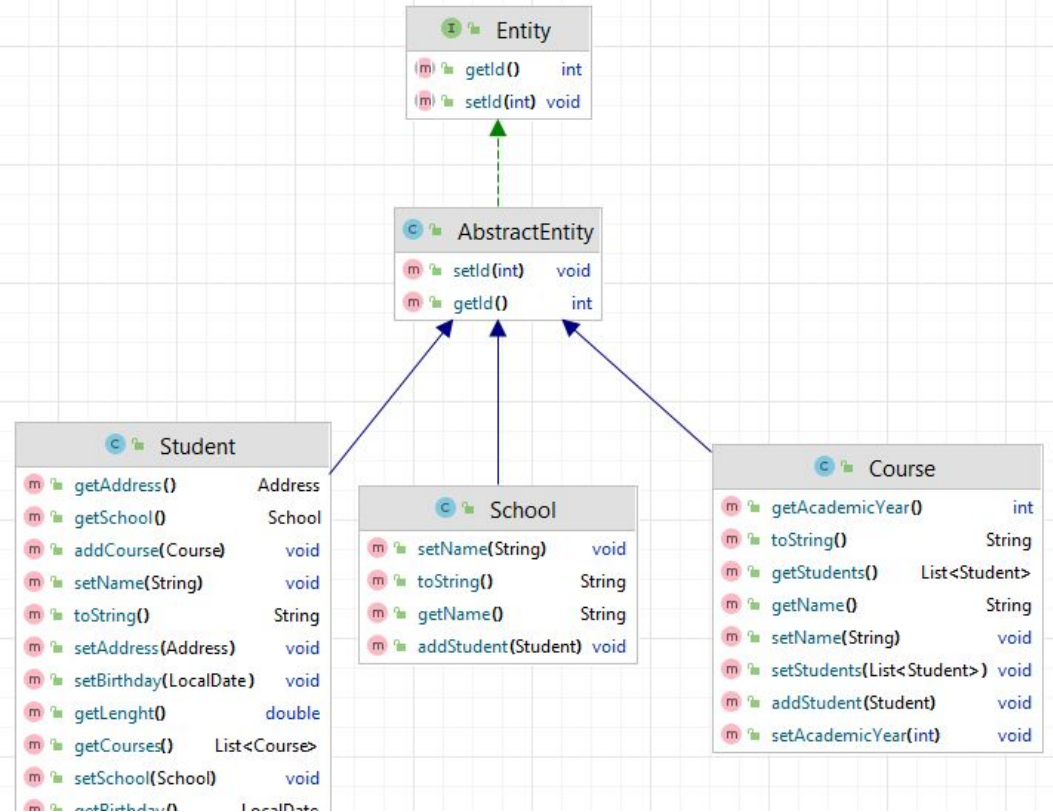 Entity
getId() int
setId(int) void
AbstractEntity
setId(int) void
getId() int
Student
getAddress() Address
getSchool() School
addCourse(Course) void
setName(String) void
toString() String
setAddress(Address) void
setBirthday(LocalDate) void
getLenght() double
getCourses() List<Course>
setSchool(School) void
getBirthday() LocalDate
School
setName(String) void
toString() String
getName() String
addStudent(Student) void
Course
getAcademicYear() int
toString() String
getStudents() List<Student>
getName() String
setName(String) void
setStudents(List<Student>) void
addStudent(Student) void
setAcademicYear(int) void